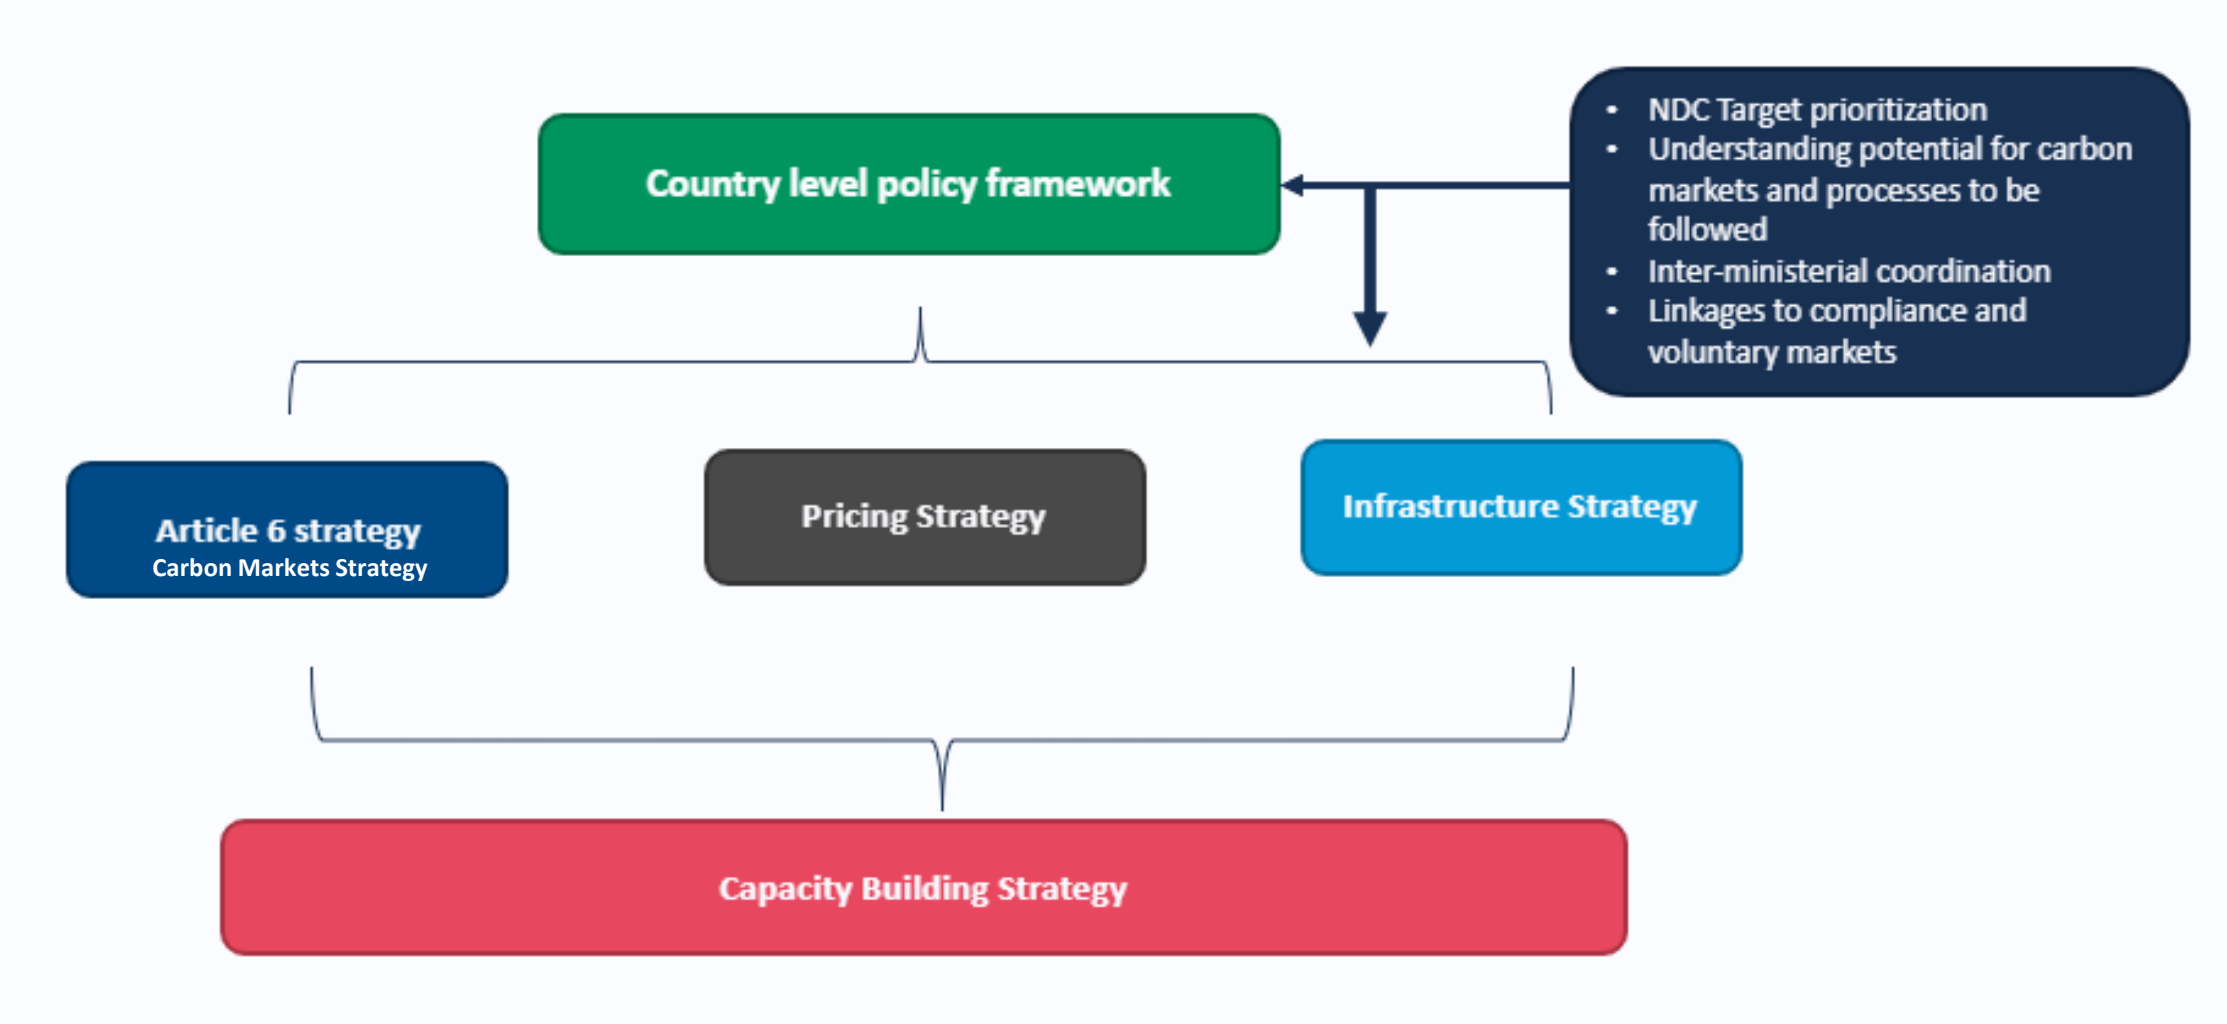 Country level policy framework
• NDC Target prioritization
• Understanding potential for carbon
markets and processes to be
followed
• Inter-ministerial coordination
• Linkages to compliance and
voluntary markets
Article 6 strategy
Carbon Markets Strategy
Pricing Strategy
Infrastructure Strategy
Capacity Building Strategy